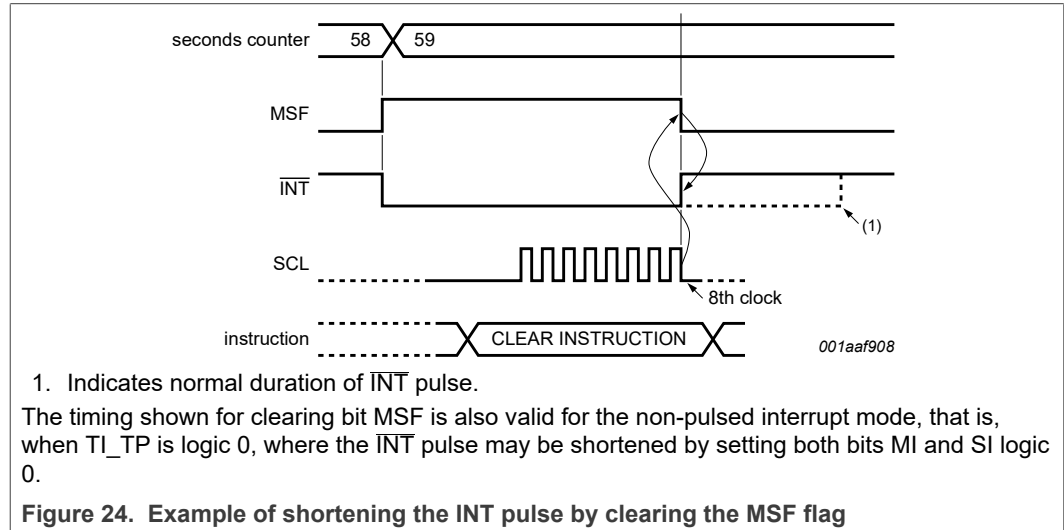 seconds counter 58 59
MSF
INT
(1)
SCL
8th clock
instruction CLEAR INSTRUCTION
001aaf908
1. Indicates normal duration of INT pulse.
The timing shown for clearing bit MSF is also valid for the non-pulsed interrupt mode, that is,
when TI_TP is logic 0, where the INT pulse may be shortened by setting both bits MI and SI logic
0.
Figure 24. Example of shortening the INT pulse by clearing the MSF flag